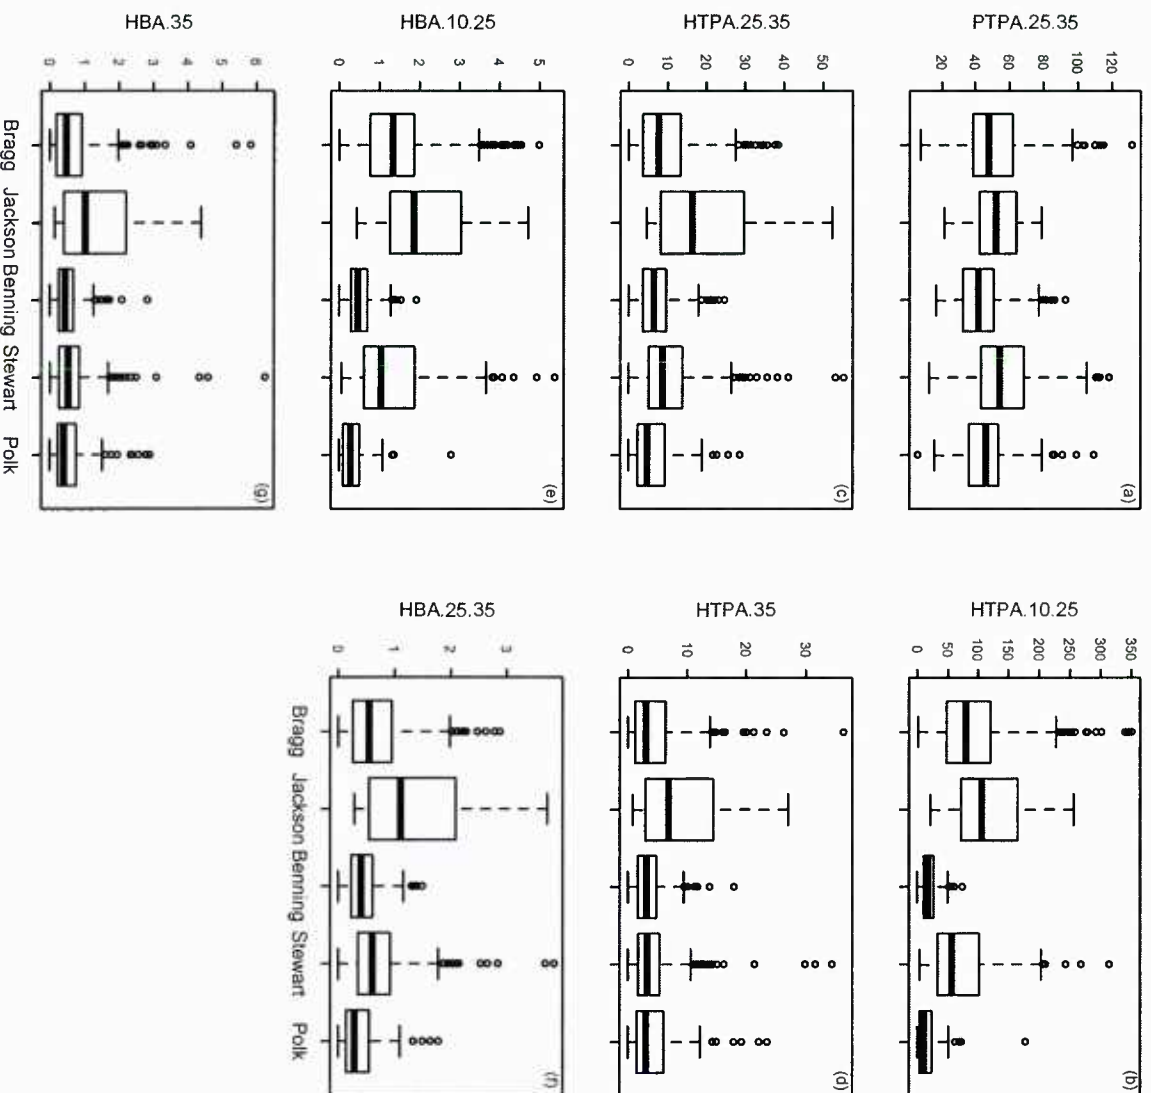 PTPA.25.35
20 40 60 80 100 120
(a)
HTPA.10.25
0 50 100 150 200 250 300 350
(b)
HTPA.25.35
0 10 20 30 40 50
(c)
HTPA.35
0 10 20 30
(d)
HBA.10.25
0 1 2 3 4 5
(e)
HBA.25.35
0 1 2 3
(f)
Bragg Jackson Benning Stewart Polk
HBA.35
0 1 2 3 4 5 6
(g)
Bragg Jackson Benning Stewart Polk